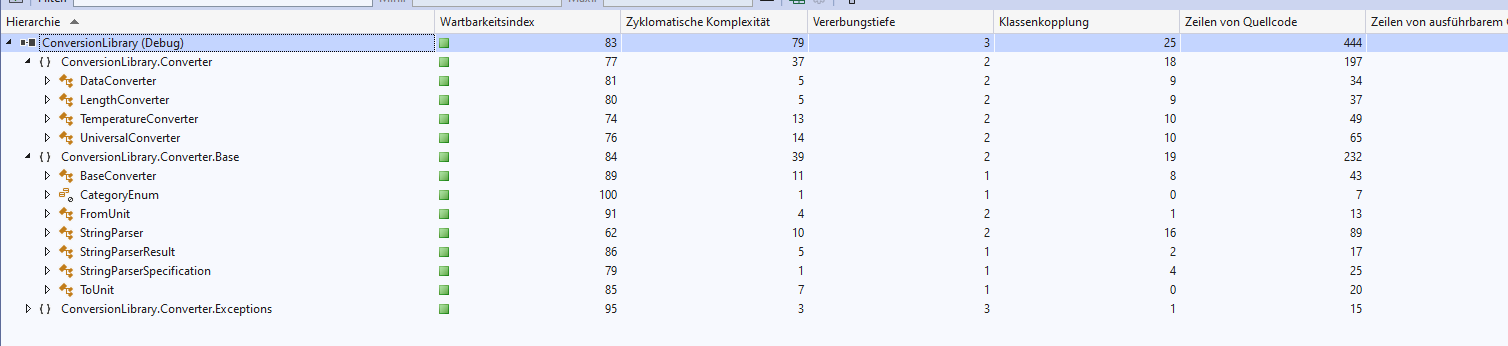 Hierarchie Wartbarkeitsindex Zyklomatische Komplexität Vererbungstiefe Klassenkopplung Zeilen von Quellcode Zeilen von ausführbarem
ConversionLibrary (Debug) 83 79 3 25 444
{ } ConversionLibrary.Converter 77 37 2 18 197
DataConverter 81 5 2 9 34
LengthConverter 80 5 2 9 37
TemperatureConverter 74 13 2 10 49
UniversalConverter 76 14 2 10 65
{ } ConversionLibrary.Converter.Base 84 39 2 19 232
BaseConverter 89 11 1 8 43
CategoryEnum 100 1 1 0 7
FromUnit 91 4 2 1 13
StringParser 62 10 2 16 89
StringParserResult 86 5 1 2 17
StringParserSpecification 79 1 1 4 25
ToUnit 85 7 1 0 20
{ } ConversionLibrary.Converter.Exceptions 95 3 3 1 15